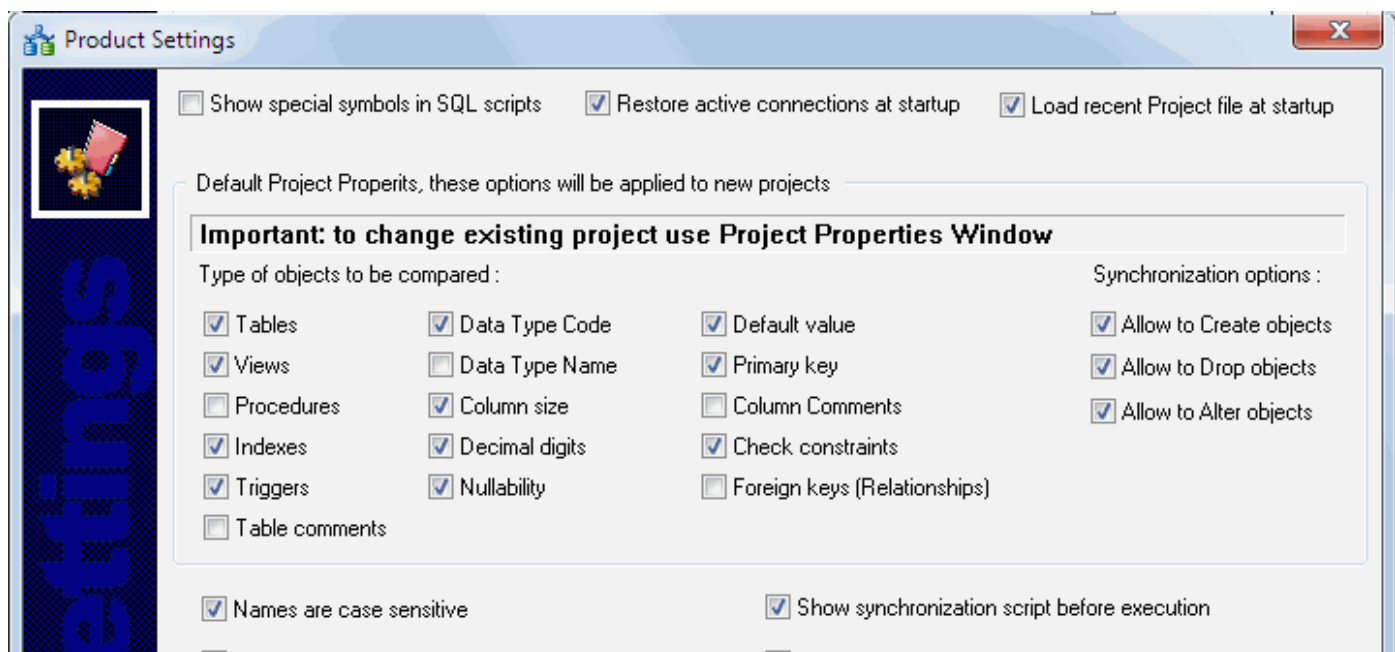 Product Settings
Show special symbols in SQL scripts Restore active connections at startup Load recent Project file at startup
Default Project Properits, these options will be applied to new projects
Important: to change existing project use Project Properties Window
Type of objects to be compared : Synchronization options :
Tables Data Type Code Default value Allow to Create objects
Views Data Type Name Primary key Allow to Drop objects
Procedures Column size Column Comments Allow to Alter objects
Indexes Decimal digits Check constraints
Triggers Nullability Foreign keys (Relationships)
Table comments
Names are case sensitive Show synchronization script before execution
ettings